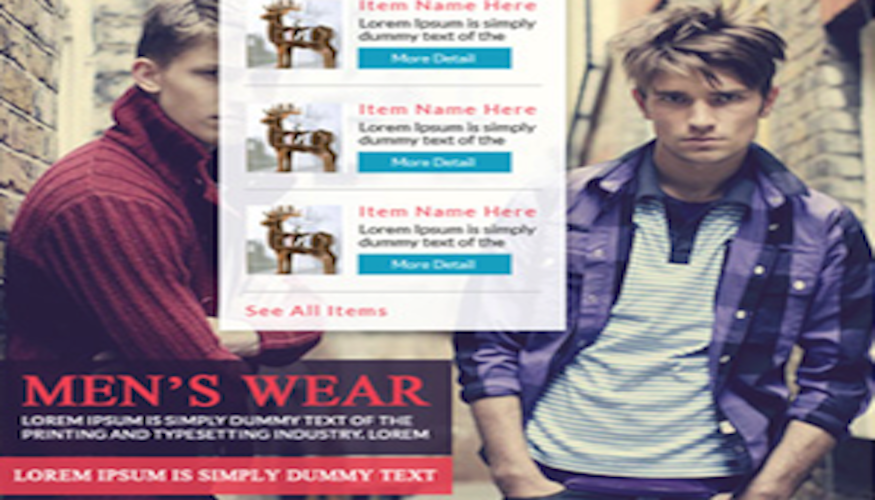 Item Name Here
Lorem Ipsum is simply
dummy text of the
More Detail
Item Name Here
Lorem Ipsum is simply
dummy text of the
More Detail
Item Name Here
Lorem Ipsum is simply
dummy text of the
More Detail
See All Items
MEN'S WEAR
LOREM IPSUM IS SIMPLY DUMMY TEXT OF THE
PRINTING AND TYPESETTING INDUSTRY. LOREM
LOREM IPSUM IS SIMPLY DUMMY TEXT